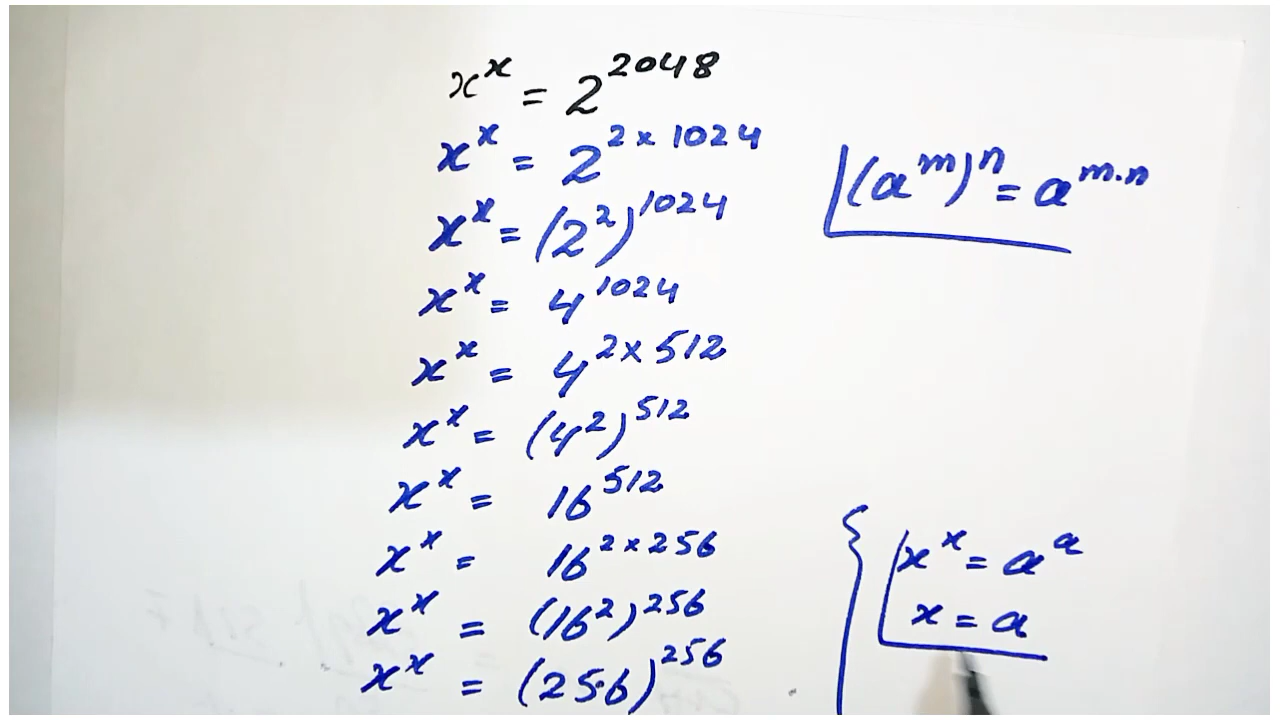 x^x = 2^2048
x^x = 2^2×1024
x^x = (2^2)^1024
x^x = 4^1024
x^x = 4^2×512
x^x = (4^2)^512
x^x = 16^512
x^x = 16^2×256
x^x = (16^2)^256
x^x = (256)^256
(a^m)^n = a^m·n
x^x = a^a
x = a